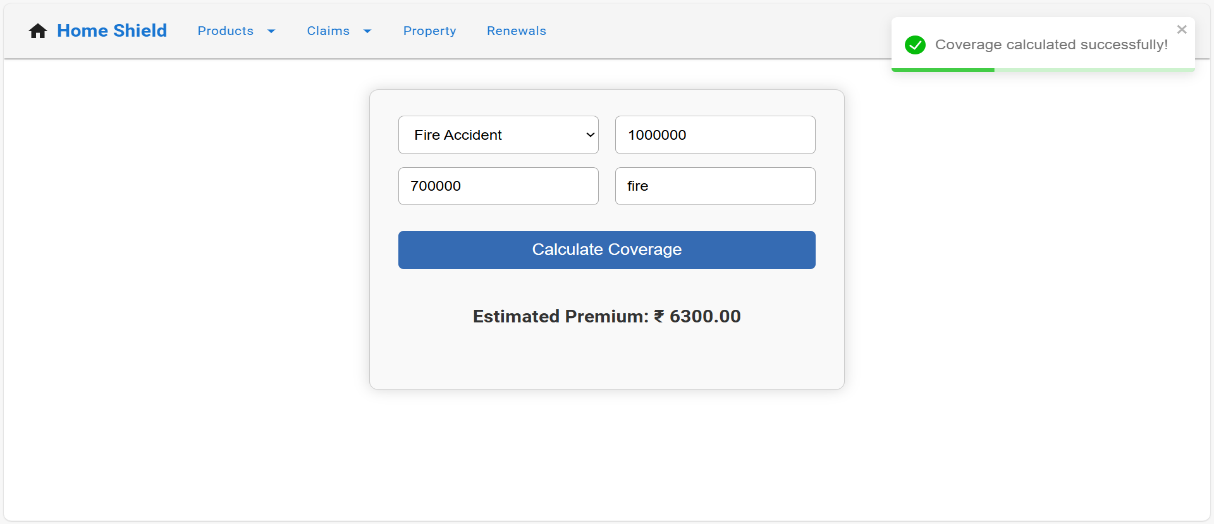 Home Shield Products Claims Property Renewals
Coverage calculated successfully!
Fire Accident 1000000
700000 fire
Calculate Coverage
Estimated Premium: ₹ 6300.00